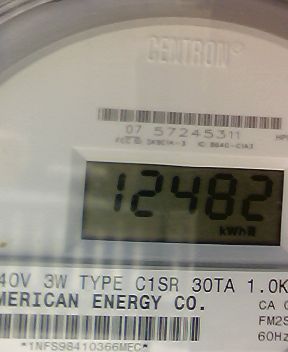 CENTRON®
07 57245311
12482
kWh
40V 3W TYPE C1SR 30TA 1.0K
MERICAN ENERGY CO.
CA
FM2S
60Hz
*1NFS98410366MEC*